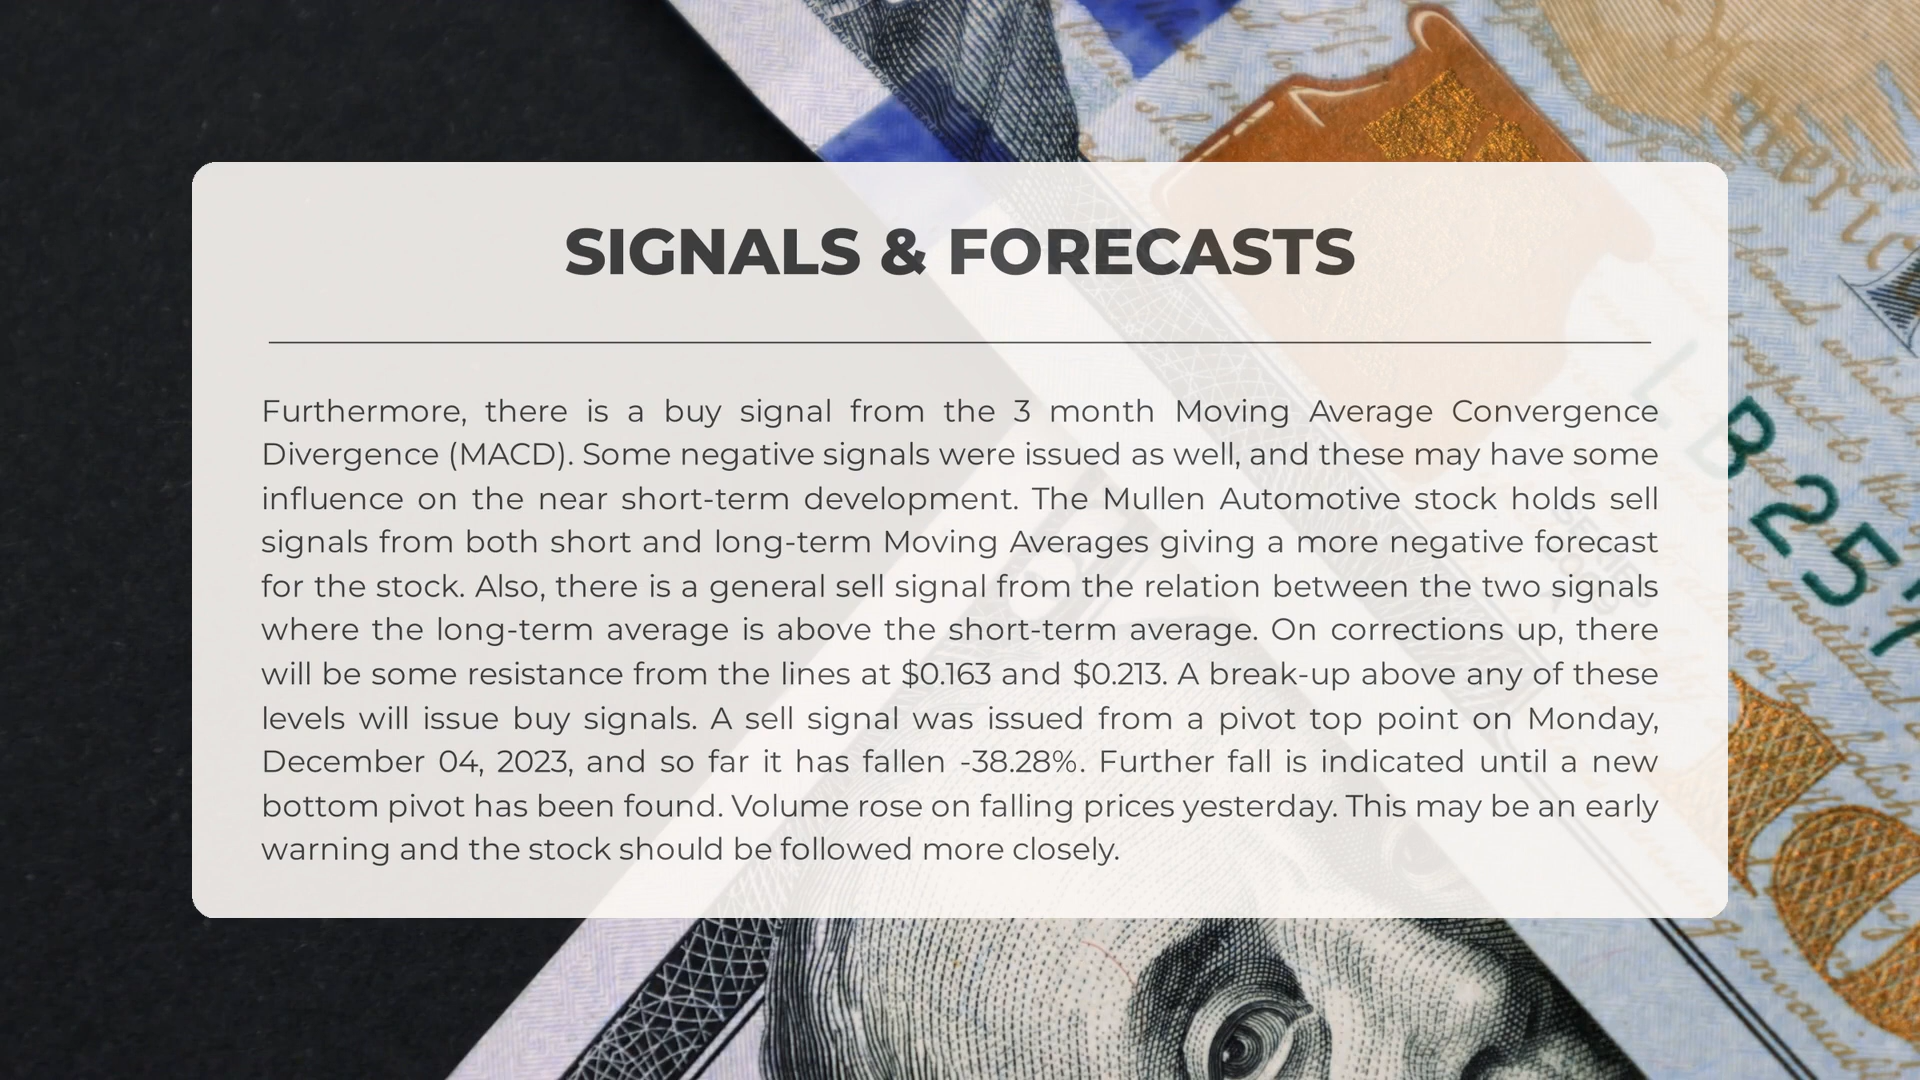 SIGNALS & FORECASTS
Furthermore, there is a buy signal from the 3 month Moving Average Convergence
Divergence (MACD). Some negative signals were issued as well, and these may have some
influence on the near short-term development. The Mullen Automotive stock holds sell
signals from both short and long-term Moving Averages giving a more negative forecast
for the stock. Also, there is a general sell signal from the relation between the two signals
where the long-term average is above the short-term average. On corrections up, there
will be some resistance from the lines at $0.163 and $0.213. A break-up above any of these
levels will issue buy signals. A sell signal was issued from a pivot top point on Monday,
December 04, 2023, and so far it has fallen -38.28%. Further fall is indicated until a new
bottom pivot has been found. Volume rose on falling prices yesterday. This may be an early
warning and the stock should be followed more closely.
LB257